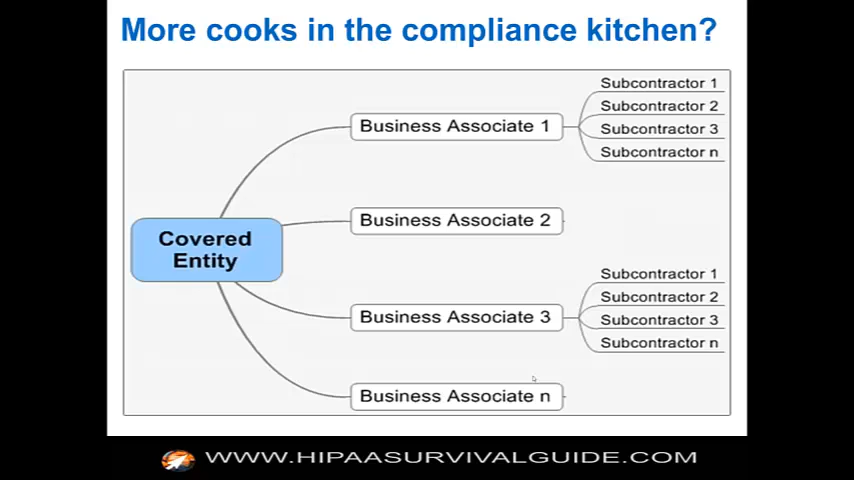 More cooks in the compliance kitchen?
Subcontractor 1
Subcontractor 2
Business Associate 1
Subcontractor 3
Subcontractor n
Business Associate 2
Covered
Entity
Subcontractor 1
Subcontractor 2
Business Associate 3
Subcontractor 3
Subcontractor n
Business Associate n
WWW.HIPAASURVIVALGUIDE.COM